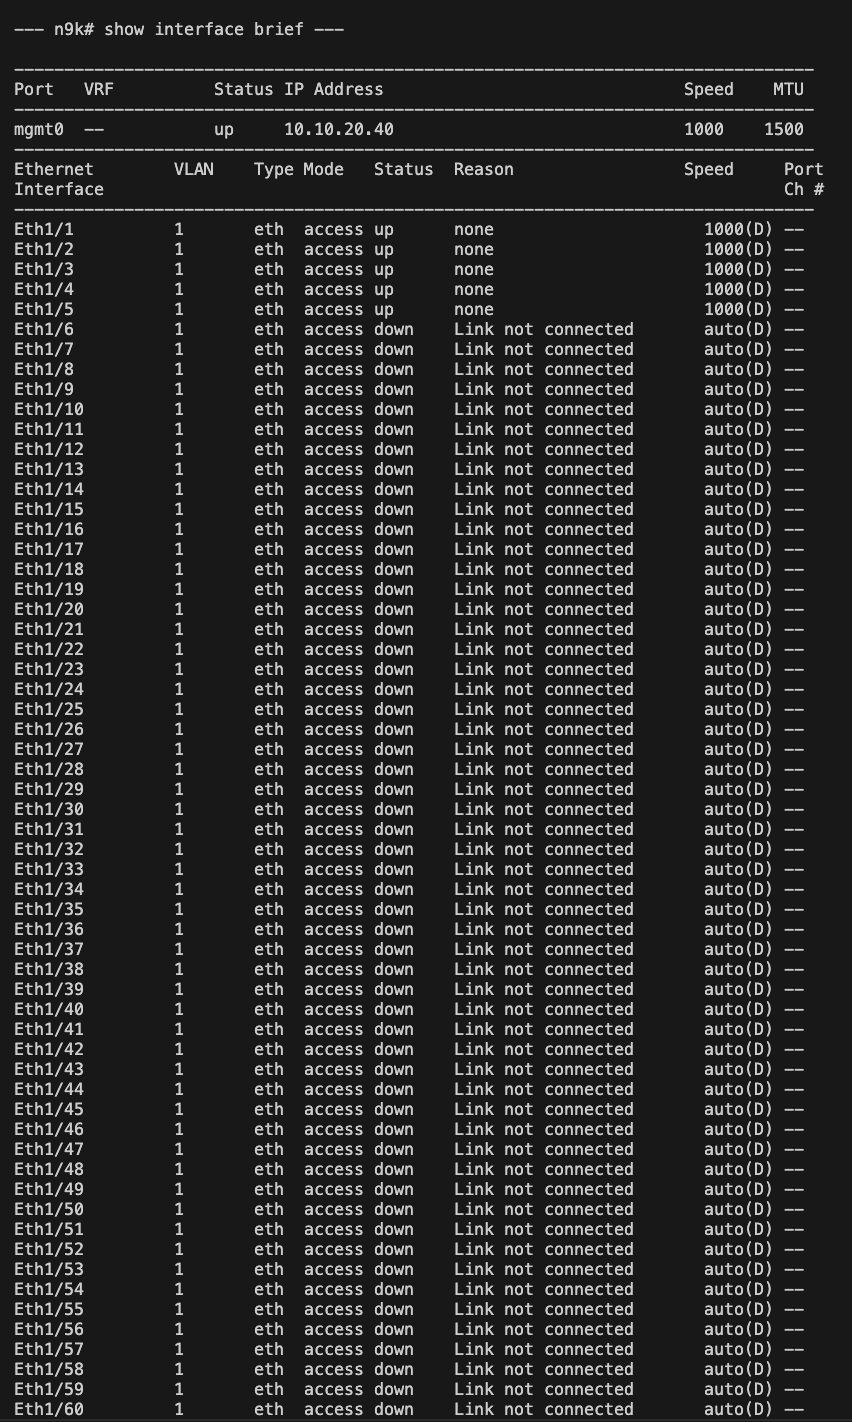 --- n9k# show interface brief ---
--------------------------------------------------------------------------------
Port   VRF          Status IP Address                              Speed    MTU
--------------------------------------------------------------------------------
mgmt0  --           up     10.10.20.40                             1000    1500
--------------------------------------------------------------------------------
Ethernet        VLAN    Type Mode   Status  Reason                 Speed     Port
Interface                                                                    Ch #
--------------------------------------------------------------------------------
Eth1/1          1       eth  access up      none                     1000(D) --
Eth1/2          1       eth  access up      none                     1000(D) --
Eth1/3          1       eth  access up      none                     1000(D) --
Eth1/4          1       eth  access up      none                     1000(D) --
Eth1/5          1       eth  access up      none                     1000(D) --
Eth1/6          1       eth  access down    Link not connected       auto(D) --
Eth1/7          1       eth  access down    Link not connected       auto(D) --
Eth1/8          1       eth  access down    Link not connected       auto(D) --
Eth1/9          1       eth  access down    Link not connected       auto(D) --
Eth1/10         1       eth  access down    Link not connected       auto(D) --
Eth1/11         1       eth  access down    Link not connected       auto(D) --
Eth1/12         1       eth  access down    Link not connected       auto(D) --
Eth1/13         1       eth  access down    Link not connected       auto(D) --
Eth1/14         1       eth  access down    Link not connected       auto(D) --
Eth1/15         1       eth  access down    Link not connected       auto(D) --
Eth1/16         1       eth  access down    Link not connected       auto(D) --
Eth1/17         1       eth  access down    Link not connected       auto(D) --
Eth1/18         1       eth  access down    Link not connected       auto(D) --
Eth1/19         1       eth  access down    Link not connected       auto(D) --
Eth1/20         1       eth  access down    Link not connected       auto(D) --
Eth1/21         1       eth  access down    Link not connected       auto(D) --
Eth1/22         1       eth  access down    Link not connected       auto(D) --
Eth1/23         1       eth  access down    Link not connected       auto(D) --
Eth1/24         1       eth  access down    Link not connected       auto(D) --
Eth1/25         1       eth  access down    Link not connected       auto(D) --
Eth1/26         1       eth  access down    Link not connected       auto(D) --
Eth1/27         1       eth  access down    Link not connected       auto(D) --
Eth1/28         1       eth  access down    Link not connected       auto(D) --
Eth1/29         1       eth  access down    Link not connected       auto(D) --
Eth1/30         1       eth  access down    Link not connected       auto(D) --
Eth1/31         1       eth  access down    Link not connected       auto(D) --
Eth1/32         1       eth  access down    Link not connected       auto(D) --
Eth1/33         1       eth  access down    Link not connected       auto(D) --
Eth1/34         1       eth  access down    Link not connected       auto(D) --
Eth1/35         1       eth  access down    Link not connected       auto(D) --
Eth1/36         1       eth  access down    Link not connected       auto(D) --
Eth1/37         1       eth  access down    Link not connected       auto(D) --
Eth1/38         1       eth  access down    Link not connected       auto(D) --
Eth1/39         1       eth  access down    Link not connected       auto(D) --
Eth1/40         1       eth  access down    Link not connected       auto(D) --
Eth1/41         1       eth  access down    Link not connected       auto(D) --
Eth1/42         1       eth  access down    Link not connected       auto(D) --
Eth1/43         1       eth  access down    Link not connected       auto(D) --
Eth1/44         1       eth  access down    Link not connected       auto(D) --
Eth1/45         1       eth  access down    Link not connected       auto(D) --
Eth1/46         1       eth  access down    Link not connected       auto(D) --
Eth1/47         1       eth  access down    Link not connected       auto(D) --
Eth1/48         1       eth  access down    Link not connected       auto(D) --
Eth1/49         1       eth  access down    Link not connected       auto(D) --
Eth1/50         1       eth  access down    Link not connected       auto(D) --
Eth1/51         1       eth  access down    Link not connected       auto(D) --
Eth1/52         1       eth  access down    Link not connected       auto(D) --
Eth1/53         1       eth  access down    Link not connected       auto(D) --
Eth1/54         1       eth  access down    Link not connected       auto(D) --
Eth1/55         1       eth  access down    Link not connected       auto(D) --
Eth1/56         1       eth  access down    Link not connected       auto(D) --
Eth1/57         1       eth  access down    Link not connected       auto(D) --
Eth1/58         1       eth  access down    Link not connected       auto(D) --
Eth1/59         1       eth  access down    Link not connected       auto(D) --
Eth1/60         1       eth  access down    Link not connected       auto(D) --